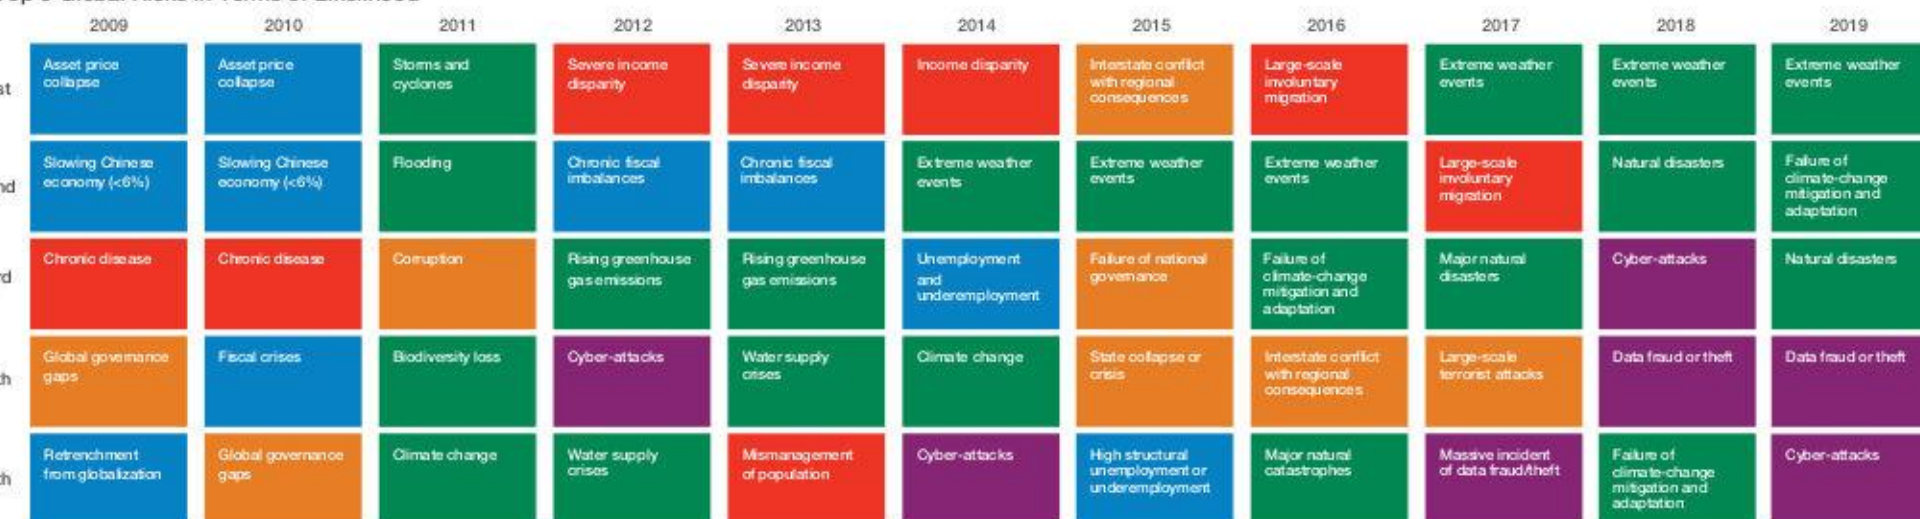 2009 2010 2011 2012 2013 2014 2015 2016 2017 2018 2019
st
Asset price
collapse
Asset price
collapse
Storms and
cyclones
Severe income
disparity
Severe income
disparity
Income disparity
Interstate conflict
with regional
consequences
Large-scale
involuntary
migration
Extreme weather
events
Extreme weather
events
Extreme weather
events
nd
Slowing Chinese
economy (<6%)
Slowing Chinese
economy (<6%)
Flooding
Chronic fiscal
imbalances
Chronic fiscal
imbalances
Extreme weather
events
Extreme weather
events
Extreme weather
events
Large-scale
involuntary
migration
Natural disasters
Failure of
climate-change
mitigation and
adaptation
rd
Chronic disease
Chronic disease
Corruption
Rising greenhouse
gas emissions
Rising greenhouse
gas emissions
Unemployment
and
underemployment
Failure of national
governance
Failure of
climate-change
mitigation and
adaptation
Major natural
disasters
Cyber-attacks
Natural disasters
th
Global governance
gaps
Fiscal crises
Biodiversity loss
Cyber-attacks
Water supply
crises
Climate change
State collapse or
crisis
Interstate conflict
with regional
consequences
Large-scale
terrorist attacks
Data fraud or theft
Data fraud or theft
th
Retrenchment
from globalization
Global governance
gaps
Climate change
Water supply
crises
Mismanagement
of population
Cyber-attacks
High structural
unemployment or
underemployment
Major natural
catastrophes
Massive incident
of data fraud/theft
Failure of
climate-change
mitigation and
adaptation
Cyber-attacks